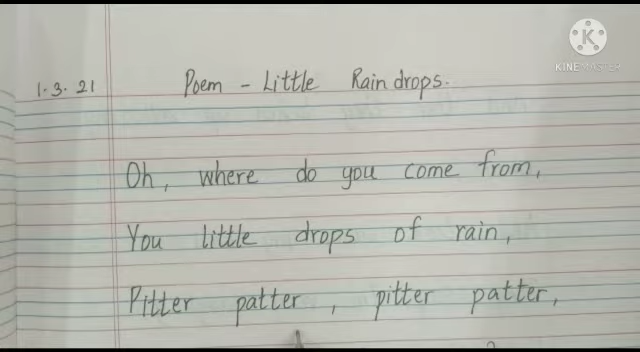 K
KINEMASTER
1.3.21 Poem - Little Rain drops.
Oh, where do you come from,
You little drops of rain,
Pitter patter, pitter patter,